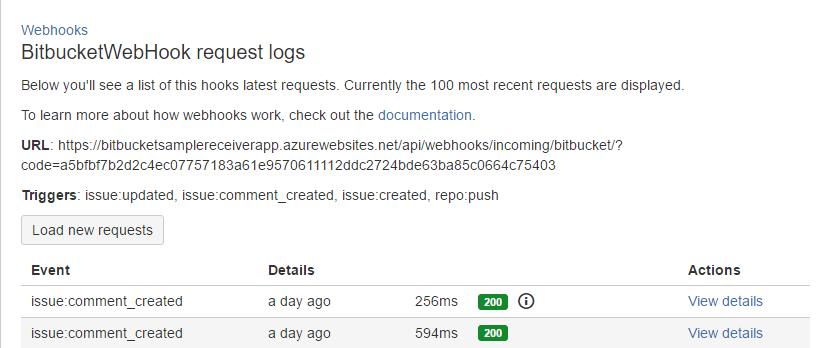 Webhooks
BitbucketWebHook request logs
Below you'll see a list of this hooks latest requests. Currently the 100 most recent requests are displayed.
To learn more about how webhooks work, check out the documentation.
URL: https://bitbucketsamplereceiverapp.azurewebsites.net/api/webhooks/incoming/bitbucket/?
code=a5bfbf7b2d2c4ec07757183a61e9570611112ddc2724bde63ba85c0664c75403
Triggers: issue:updated, issue:comment_created, issue:created, repo:push
Load new requests
Event Details Actions
issue:comment_created a day ago 256ms 200 View details
issue:comment_created a day ago 594ms 200 View details